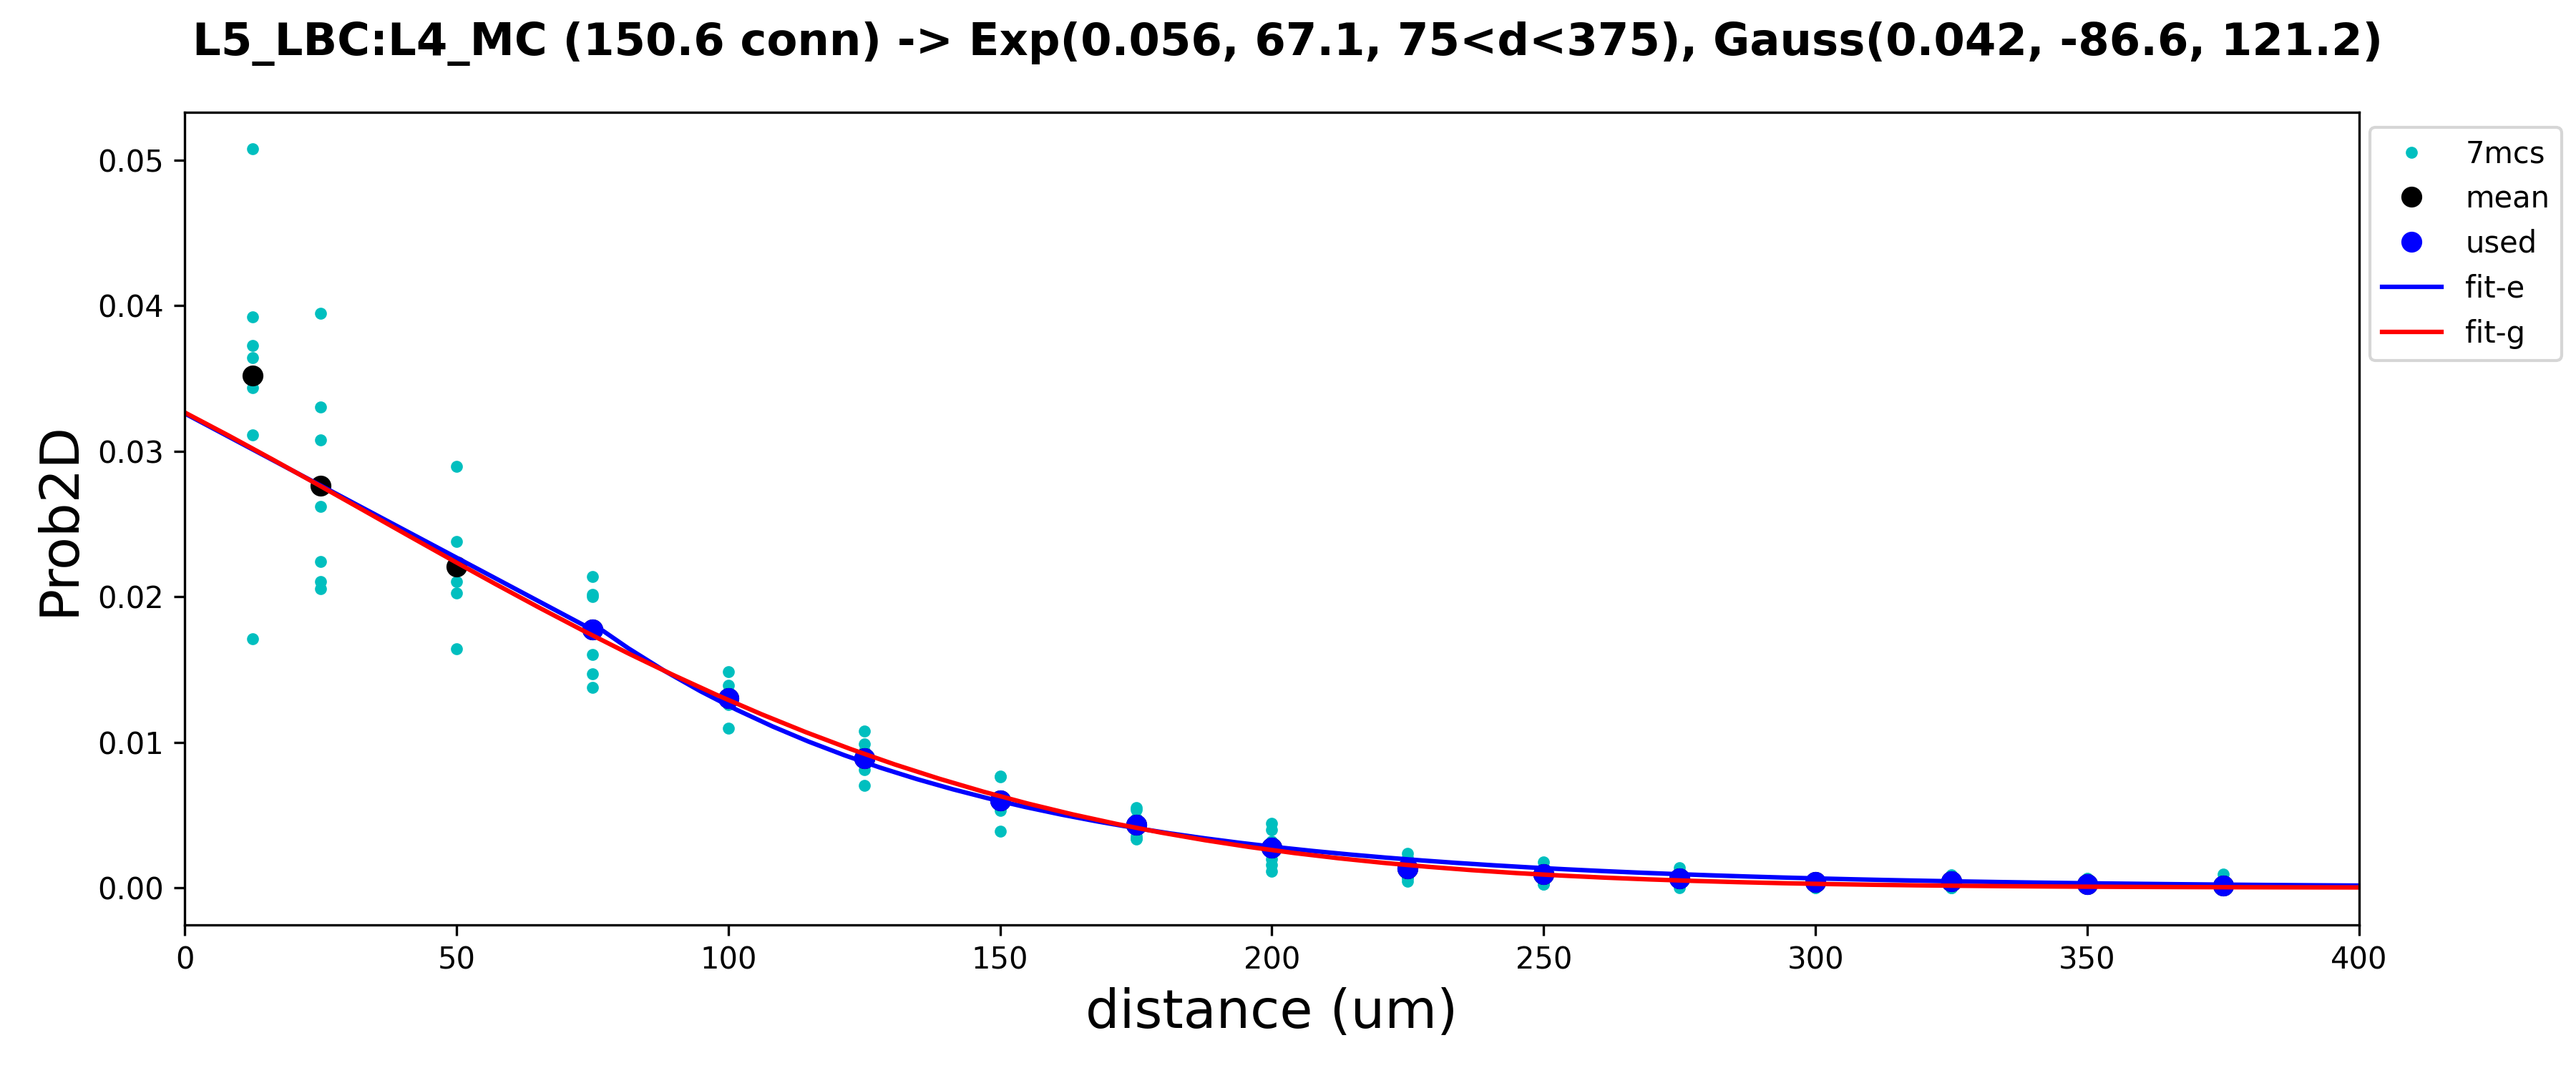 L5_LBC:L4_MC (150.6 conn) -> Exp(0.056, 67.1, 75<d<375), Gauss(0.042, -86.6, 121.2)
7mcs
mean
used
fit-e
fit-g
0.05
0.04
0.03
0.02
0.01
0.00
Prob2D
0 50 100 150 200 250 300 350 400
distance (um)